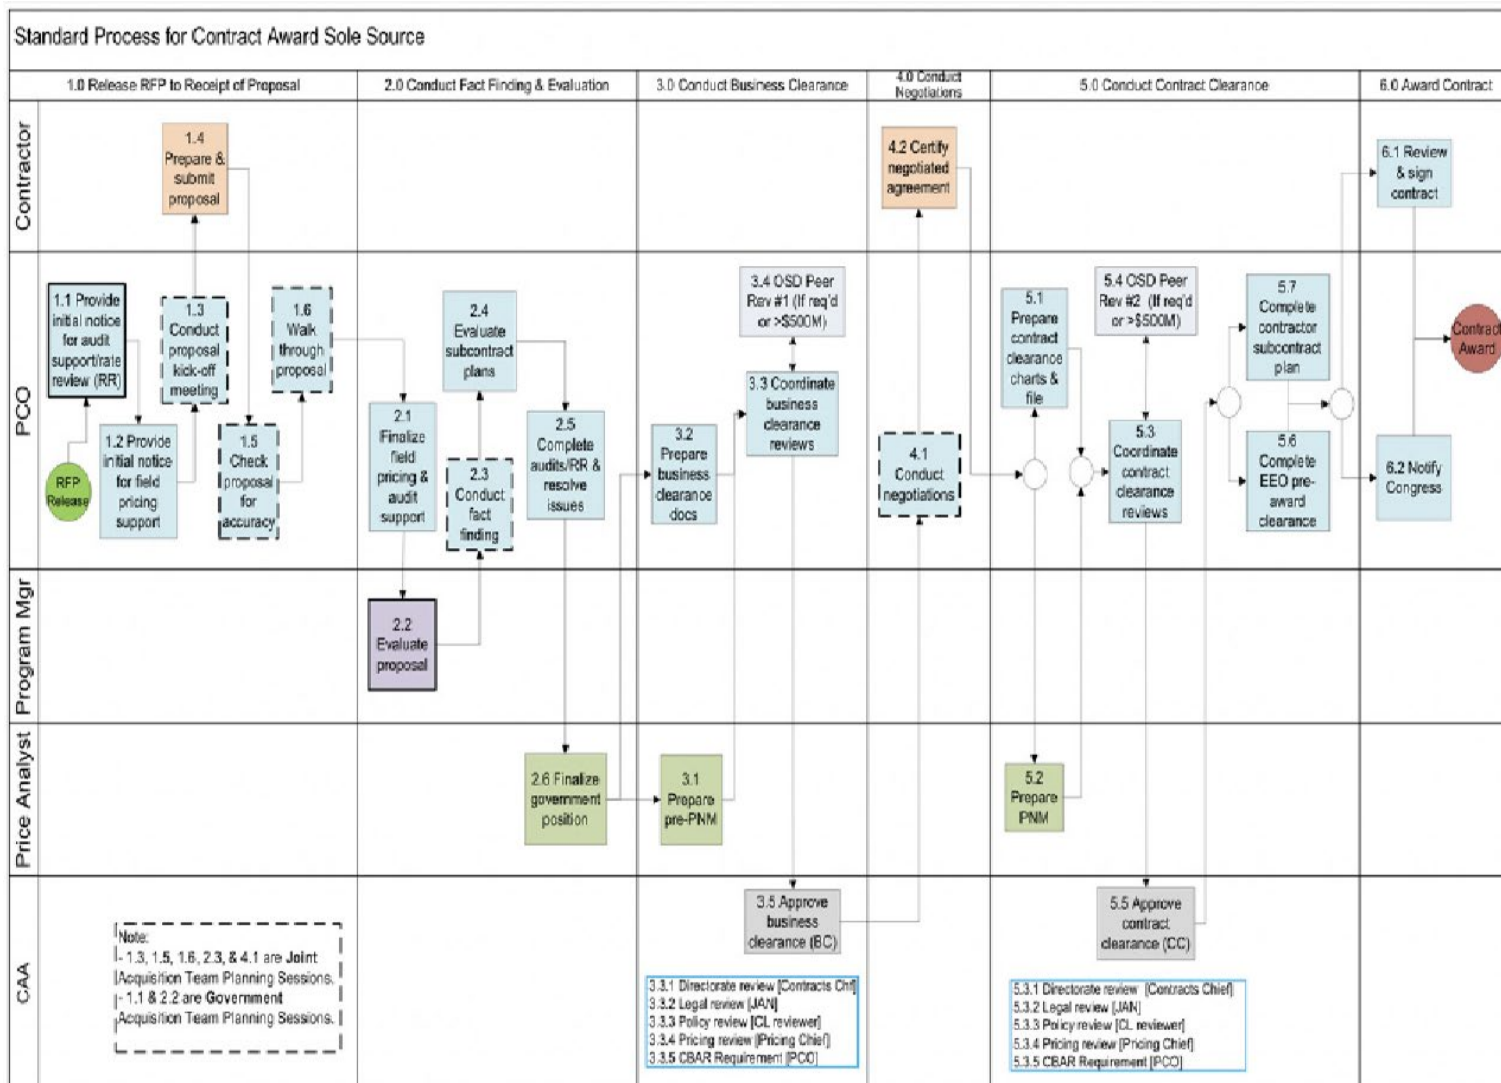 Standard Process for Contract Award Sole Source
1.0 Release RFP to Receipt of Proposal
2.0 Conduct Fact Finding & Evaluation
3.0 Conduct Business Clearance
4.0 Conduct
Negotiations
5.0 Conduct Contract Clearance
6.0 Award Contract
Contractor
1.4
Prepare &
submit
proposal
4.2 Certify
negotiated
agreement
6.1 Review
& sign
contract
PCO
RFP
Release
1.1 Provide
initial notice
for audit
support/rate
review (RR)
1.2 Provide
initial notice
for field
pricing
support
1.3
Conduct
proposal
kick-off
meeting
1.5
Check
proposal
for
accuracy
1.6
Walk
through
proposal
2.1
Finalize
field
pricing &
audit
support
2.3
Conduct
fact
finding
2.4
Evaluate
subcontract
plans
2.5
Complete
audits/RR &
resolve
issues
3.2
Prepare
business
clearance
docs
3.4 OSD Peer
Rev #1 (If req'd
or >$500M)
3.3 Coordinate
business
clearance
reviews
4.1
Conduct
negotiations
5.1
Prepare
contract
clearance
charts &
file
5.4 OSD Peer
Rev #2 (If req'd
or >$500M)
5.3
Coordinate
contract
clearance
reviews
5.7
Complete
contractor
subcontract
plan
5.6
Complete
EEO pre-
award
clearance
6.2 Notify
Congress
Contract
Award
Program Mgr
2.2
Evaluate
proposal
Price Analyst
2.6 Finalize
government
position
3.1
Prepare
pre-PNM
5.2
Prepare
PNM
CAA
Note:
- 1.3, 1.5, 1.6, 2.3, & 4.1 are Joint
Acquisition Team Planning Sessions.
- 1.1 & 2.2 are Government
Acquisition Team Planning Sessions.
3.5 Approve
business
clearance (BC)
3.3.1 Directorate review [Contracts Chf]
3.3.2 Legal review [JAN]
3.3.3 Policy review [CL reviewer]
3.3.4 Pricing review [Pricing Chief]
3.3.5 CBAR Requirement [PCO]
5.5 Approve
contract
clearance (CC)
5.3.1 Directorate review [Contracts Chief]
5.3.2 Legal review [JAN]
5.3.3 Policy review [CL reviewer]
5.3.4 Pricing review [Pricing Chief]
5.3.5 CBAR Requirement [PCO]